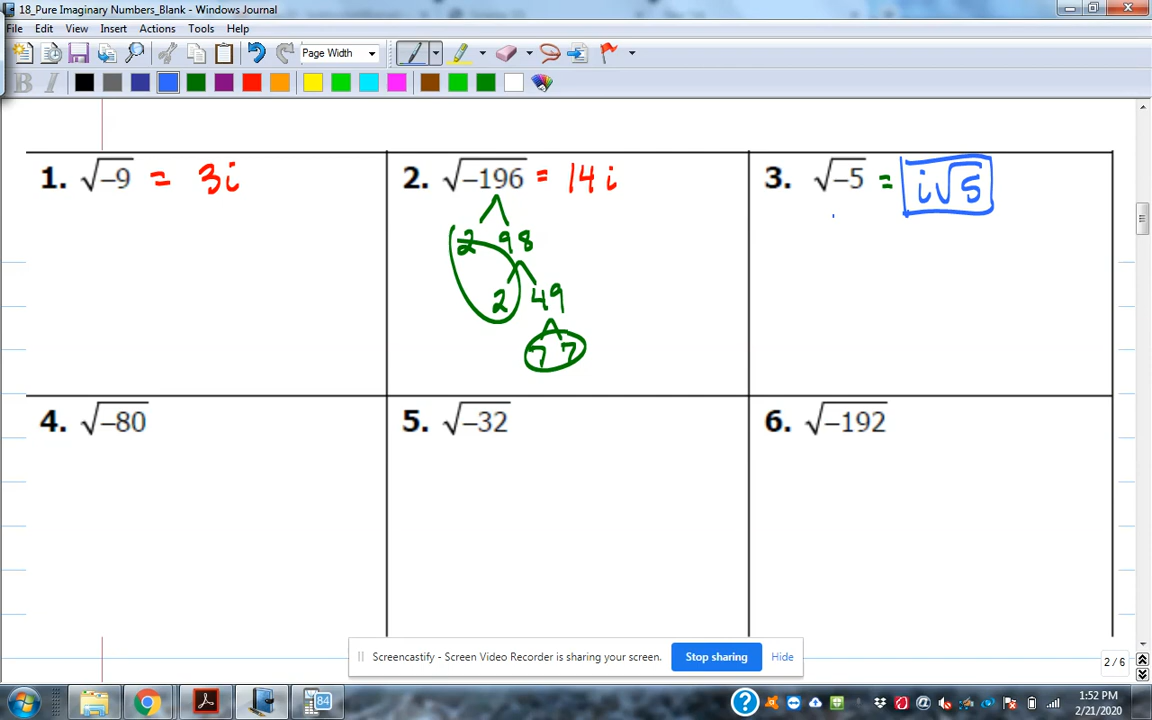 18_Pure Imaginary Numbers_Blank - Windows Journal
File Edit View Insert Actions Tools Help
Page Width
B I
1. √−9 = 3i
2. √−196 = 14i
2 98
2 49
7 7
3. √−5 = i√5
4. √−80
5. √−32
6. √−192
Screencastify - Screen Video Recorder is sharing your screen. Stop sharing Hide
2 / 6
84
1:52 PM
2/21/2020